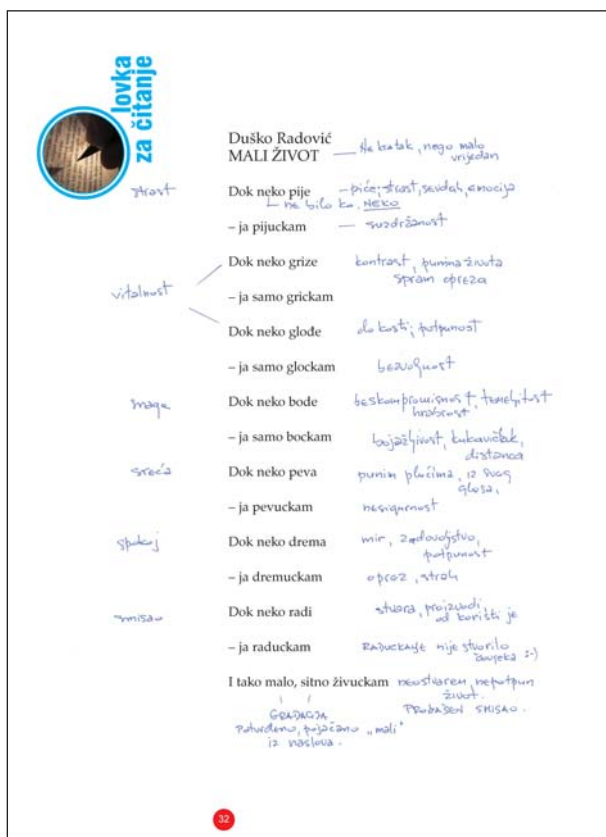 lovka
za čitanje
Duško Radović
MALI ŽIVOT — Ne kratak, nego malo
vrijedan
strast Dok neko pije – piće; strast, sevdah, emocija
ne bilo ko, NEKO
– ja pijuckam — suzdržanost
Dok neko grize kontrast, punina života
spram opreza
vitalnost – ja samo grickam
Dok neko glođe do kosti; potpunost
– ja samo glockam bezvoljnost
snaga Dok neko bode beskompromisnost, temeljitost
hrabrost
– ja samo bockam bojažljivost, kukavičluk,
distanca
sreća Dok neko peva punim plućima, iz sveg
glasa,
– ja pevuckam nesigurnost
spokoj Dok neko drema mir, zadovoljstvo,
potpunost
– ja dremuckam oprez, strah
smisao Dok neko radi stvara, proizvodi,
od koristi je
– ja raduckam RADUCKANJE nije stvorilo
čovjeka :-)
I tako malo, sitno živuckam neostvaren, nepotpun
život.
GRADACIJA PRONAĐEN SMISAO.
Potvrđeno, pojačano „mali"
iz naslova.
32